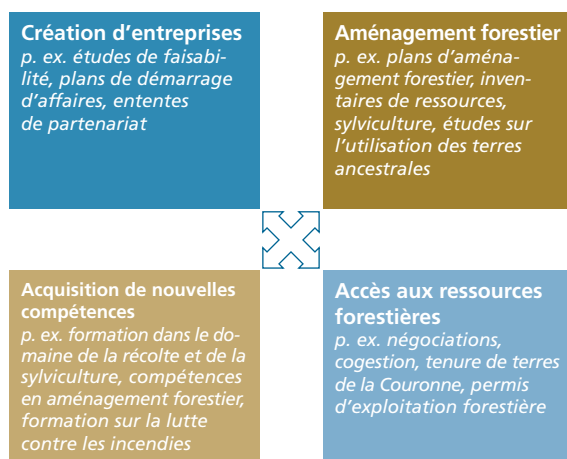 Création d’entreprises
p. ex. études de faisabi-
lité, plans de démarrage
d’affaires, ententes
de partenariat
Aménagement forestier
p. ex. plans d’aména-
gement forestier, inven-
taires de ressources,
sylviculture, études sur
l’utilisation des terres
ancestrales
Acquisition de nouvelles
compétences
p. ex. formation dans le do-
maine de la récolte et de la
sylviculture, compétences
en aménagement forestier,
formation sur la lutte
contre les incendies
Accès aux ressources
forestières
p. ex. négociations,
cogestion, tenure de terres
de la Couronne, permis
d’exploitation forestière